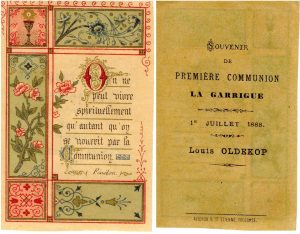 On ne
peut vivre
spirituellement
qu'autant qu'on
se nourrit par la
Communion
SOUVENIR
DE
PREMIÈRE COMMUNION
LA GARRIGUE
1er JUILLET 1888.
LOUIS OLDEKOP